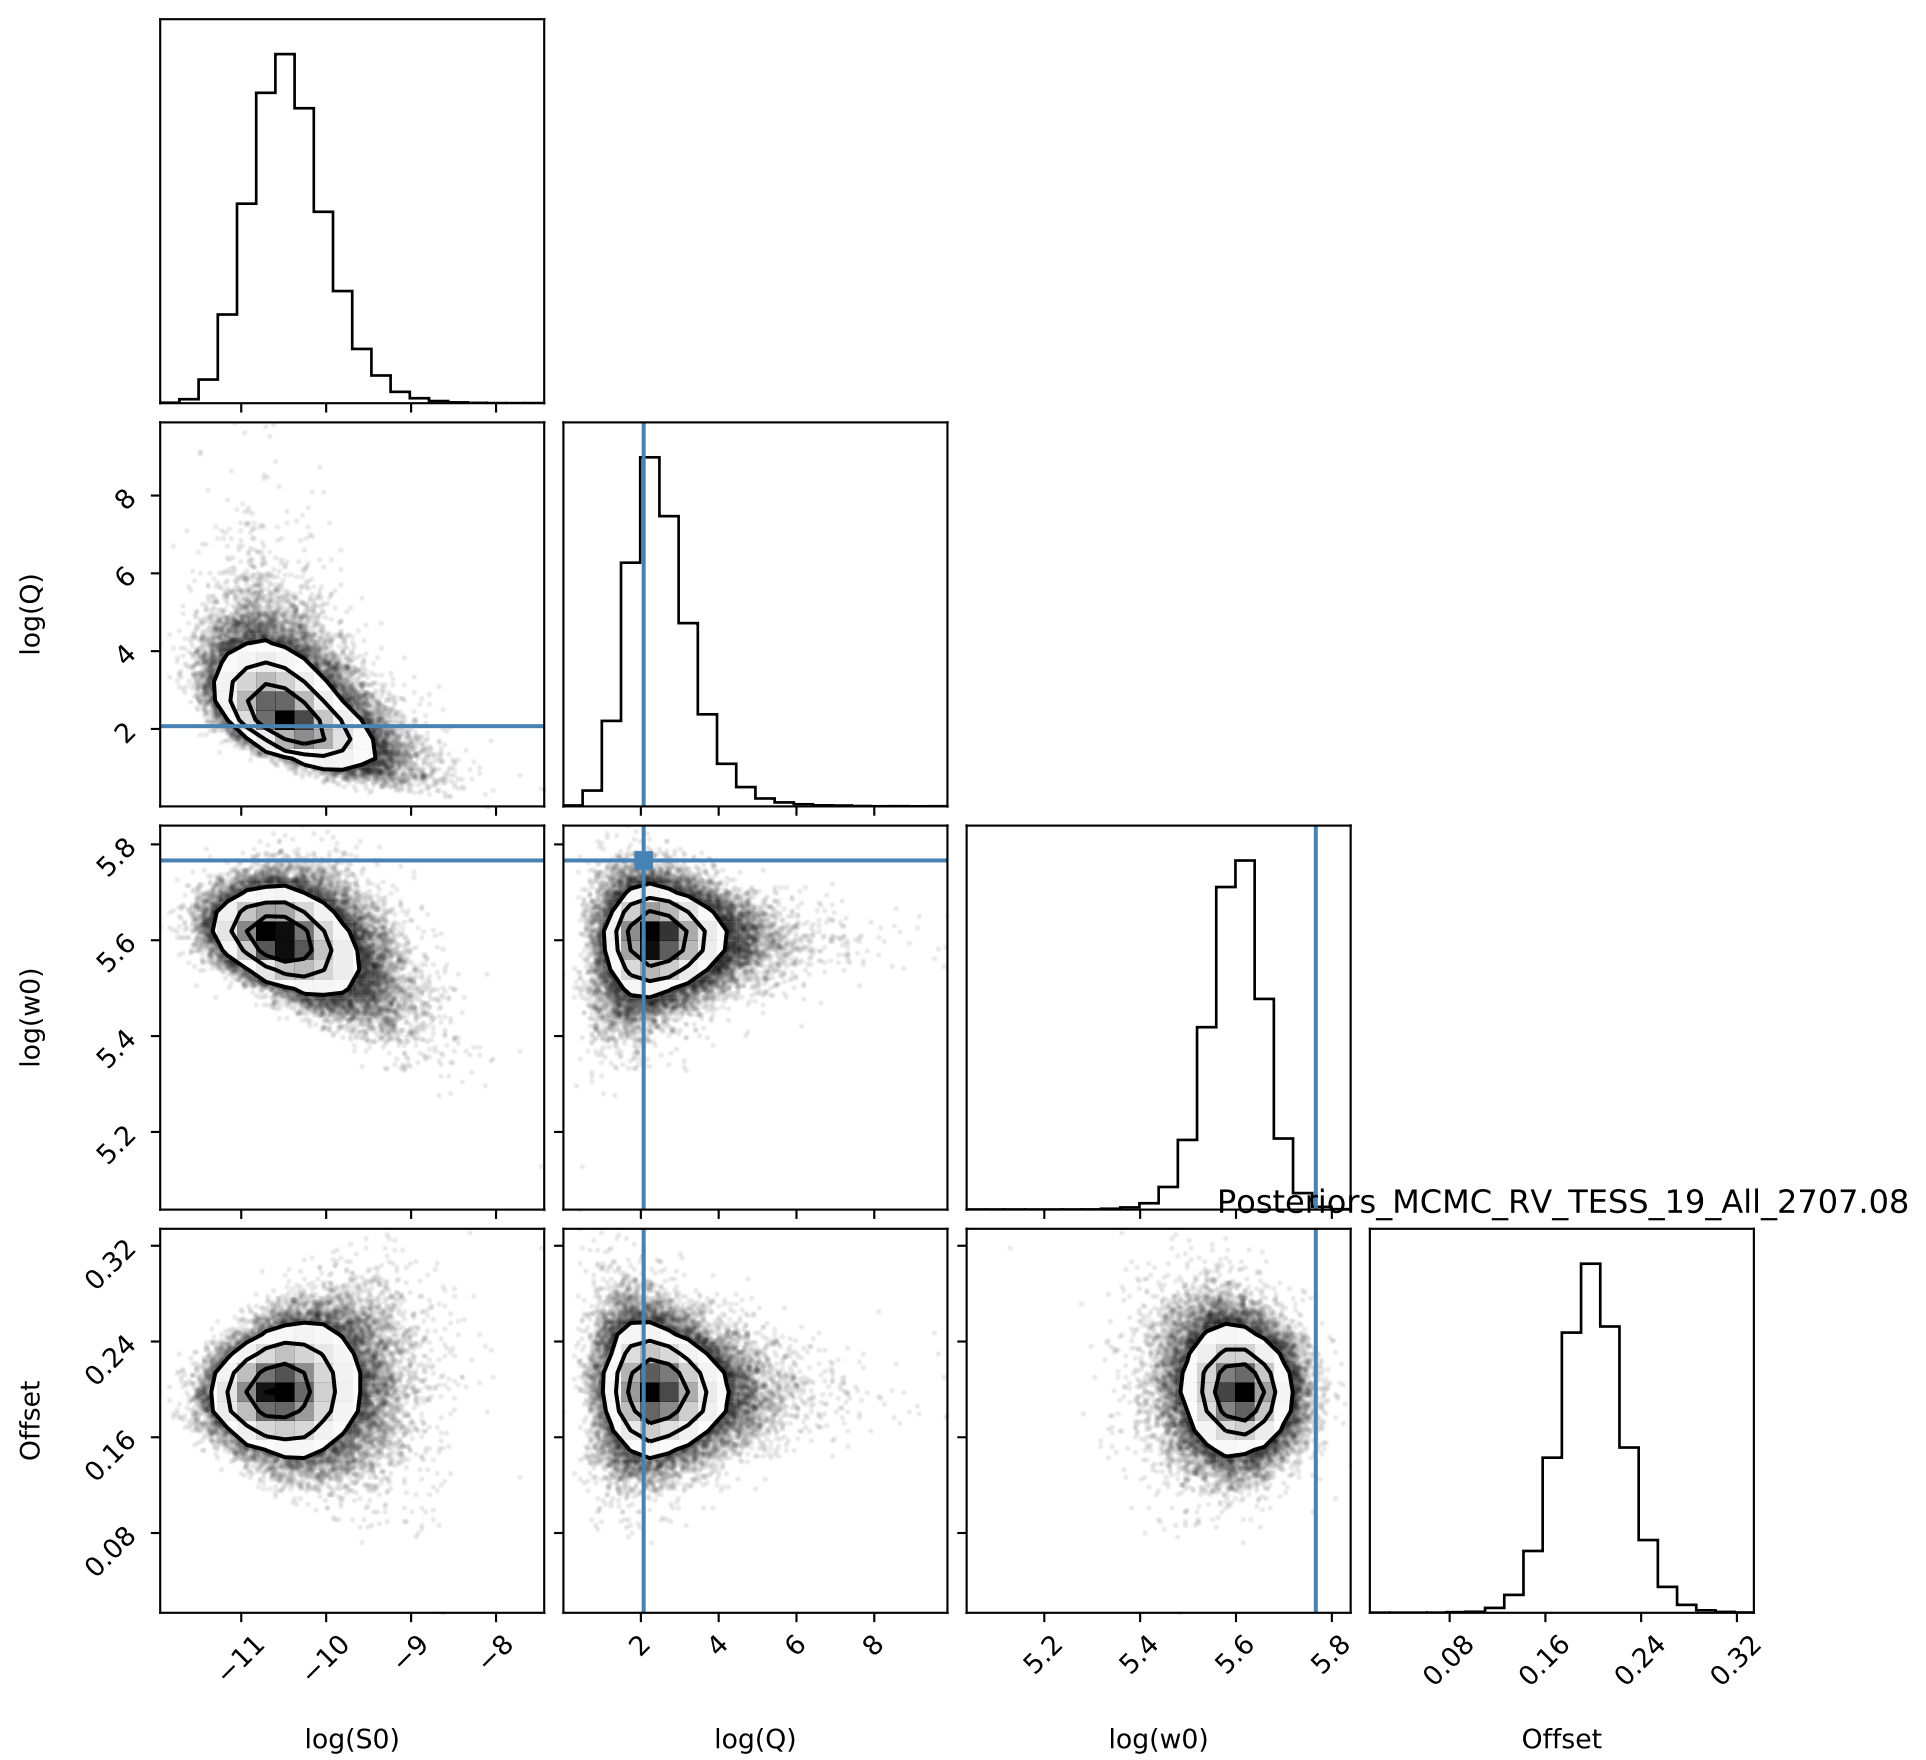 log(Q)
8
6
4
2
log(w0)
5.8
5.6
5.4
5.2
Posteriors_MCMC_RV_TESS_19_All_2707.08
Offset
0.32
0.24
0.16
0.08
−11 −10 −9 −8
2 4 6 8
5.2 5.4 5.6 5.8
0.08 0.16 0.24 0.32
log(S0) log(Q) log(w0) Offset